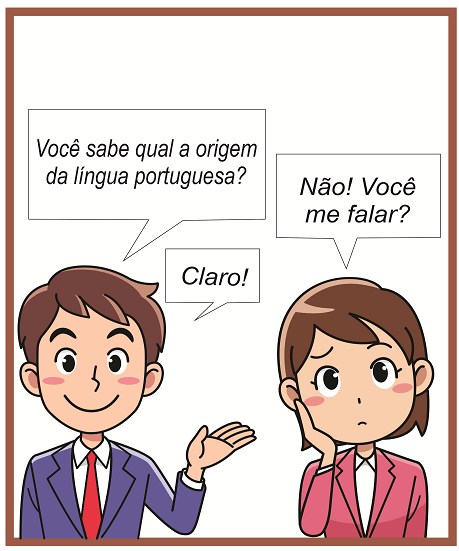 Você sabe qual a origem
da língua portuguesa?
Não! Você
me falar?
Claro!